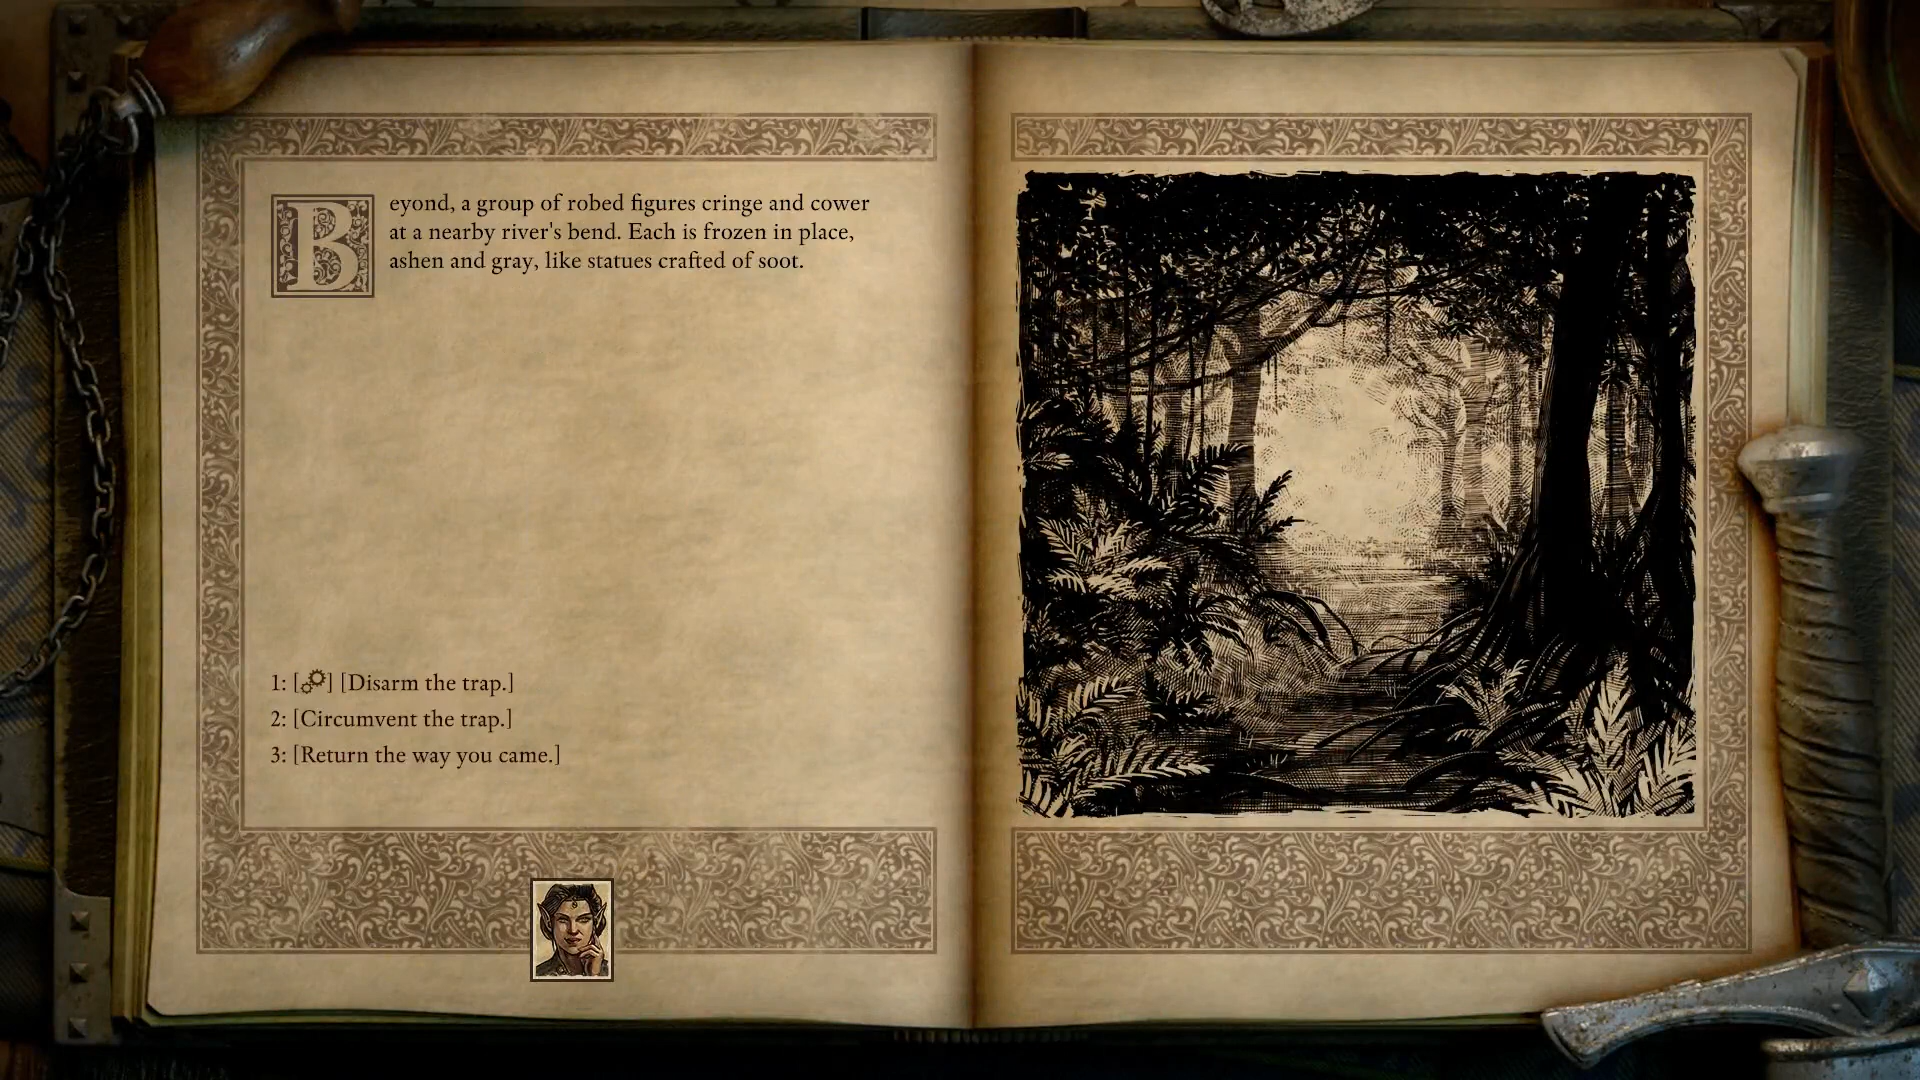 Beyond, a group of robed figures cringe and cower
at a nearby river's bend. Each is frozen in place,
ashen and gray, like statues crafted of soot.
1: [] [Disarm the trap.]
2: [Circumvent the trap.]
3: [Return the way you came.]